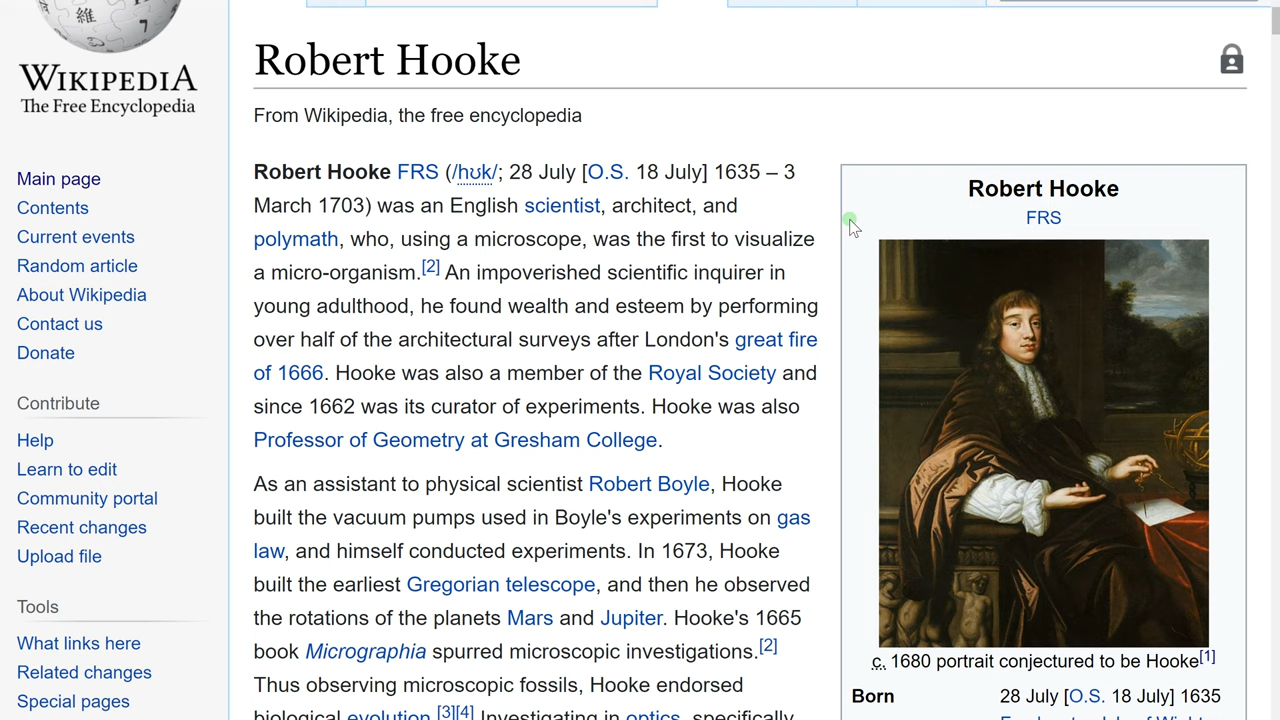 維
WIKIPEDIA
The Free Encyclopedia
Main page
Contents
Current events
Random article
About Wikipedia
Contact us
Donate
Contribute
Help
Learn to edit
Community portal
Recent changes
Upload file
Tools
What links here
Related changes
Special pages
Robert Hooke
From Wikipedia, the free encyclopedia
Robert Hooke FRS (/hʊk/; 28 July [O.S. 18 July] 1635 – 3
March 1703) was an English scientist, architect, and
polymath, who, using a microscope, was the first to visualize
a micro-organism.[2] An impoverished scientific inquirer in
young adulthood, he found wealth and esteem by performing
over half of the architectural surveys after London's great fire
of 1666. Hooke was also a member of the Royal Society and
since 1662 was its curator of experiments. Hooke was also
Professor of Geometry at Gresham College.
As an assistant to physical scientist Robert Boyle, Hooke
built the vacuum pumps used in Boyle's experiments on gas
law, and himself conducted experiments. In 1673, Hooke
built the earliest Gregorian telescope, and then he observed
the rotations of the planets Mars and Jupiter. Hooke's 1665
book Micrographia spurred microscopic investigations.[2]
Thus observing microscopic fossils, Hooke endorsed
biological evolution.[3][4] Investigating in optics, specifically
Robert Hooke
FRS
c. 1680 portrait conjectured to be Hooke[1]
Born 28 July [O.S. 18 July] 1635